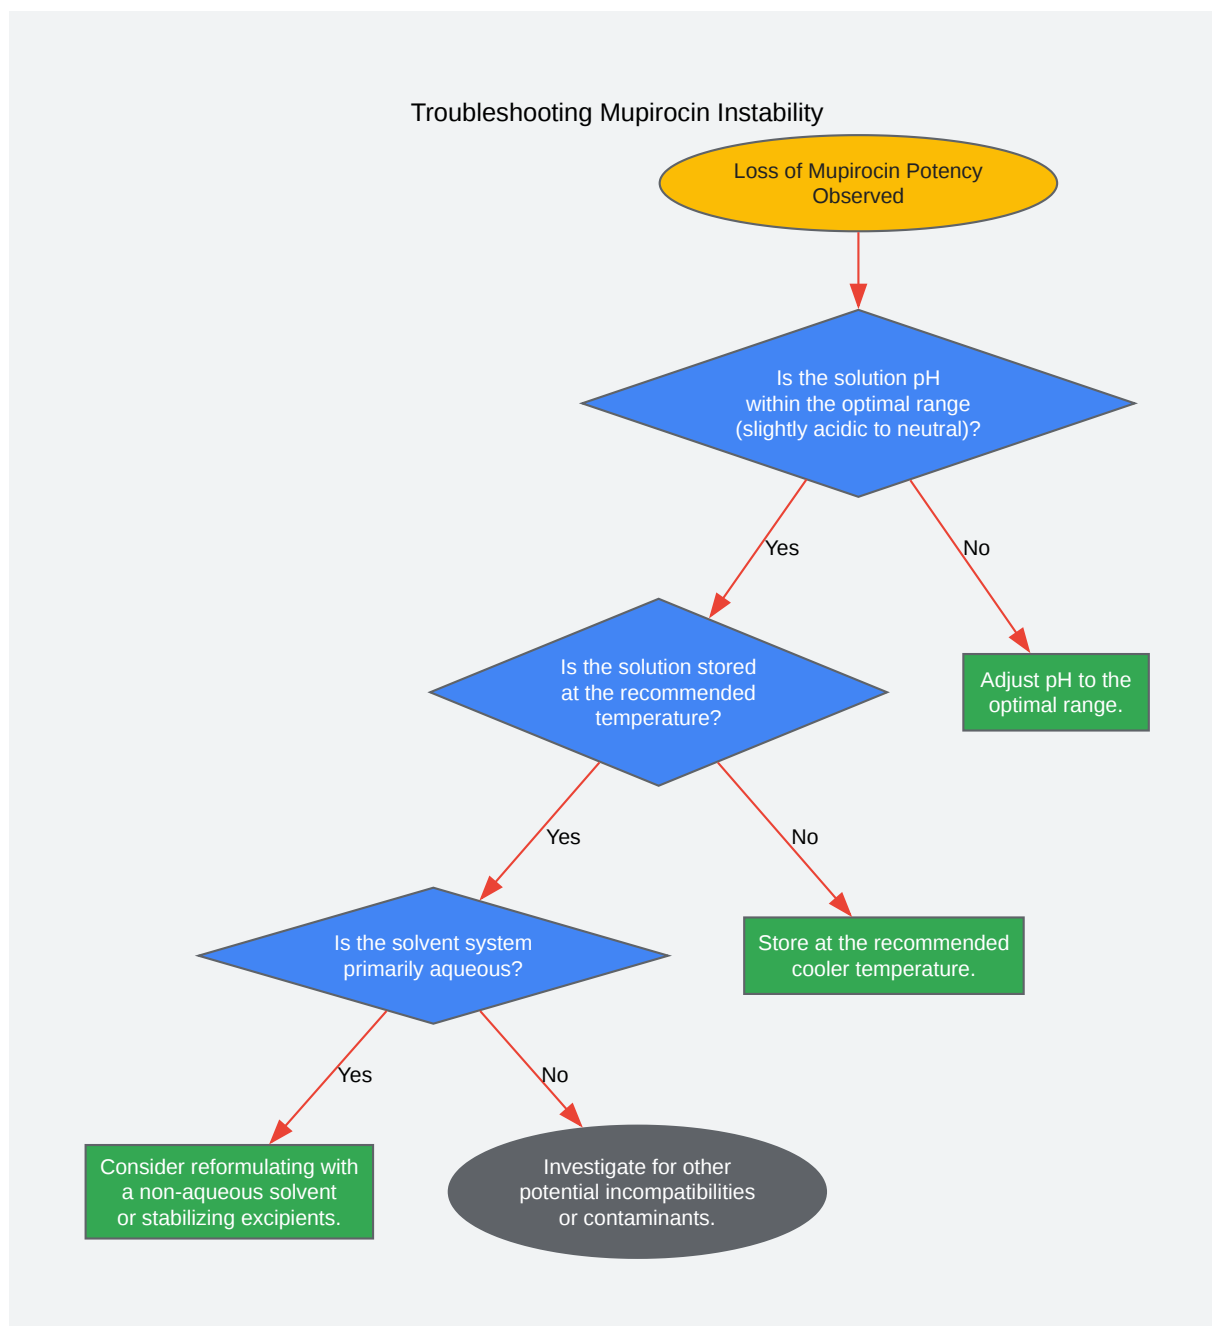 Troubleshooting Mupirocin Instability
Loss of Mupirocin Potency
Observed
Is the solution pH
within the optimal range
(slightly acidic to neutral)?
Yes
No
Is the solution stored
at the recommended
temperature?
Adjust pH to the
optimal range.
Yes
No
Is the solvent system
primarily aqueous?
Store at the recommended
cooler temperature.
Yes
No
Consider reformulating with
a non-aqueous solvent
or stabilizing excipients.
Investigate for other
potential incompatibilities
or contaminants.